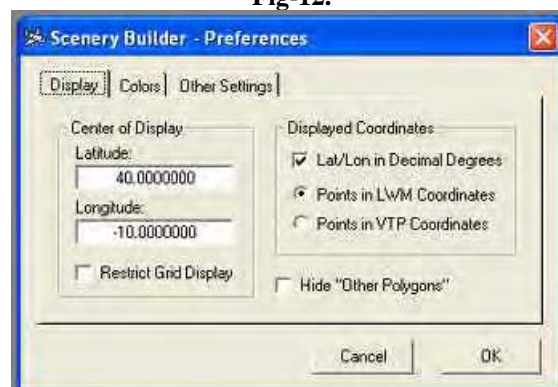 Fig-12.
Scenery Builder - Preferences
Display Colors Other Settings
Center of Display
Latitude:
40.0000000
Longitude:
-10.0000000
Restrict Grid Display
Displayed Coordinates
Lat/Lon in Decimal Degrees
Points in LWM Coordinates
Points in VTP Coordinates
Hide "Other Polygons"
Cancel OK